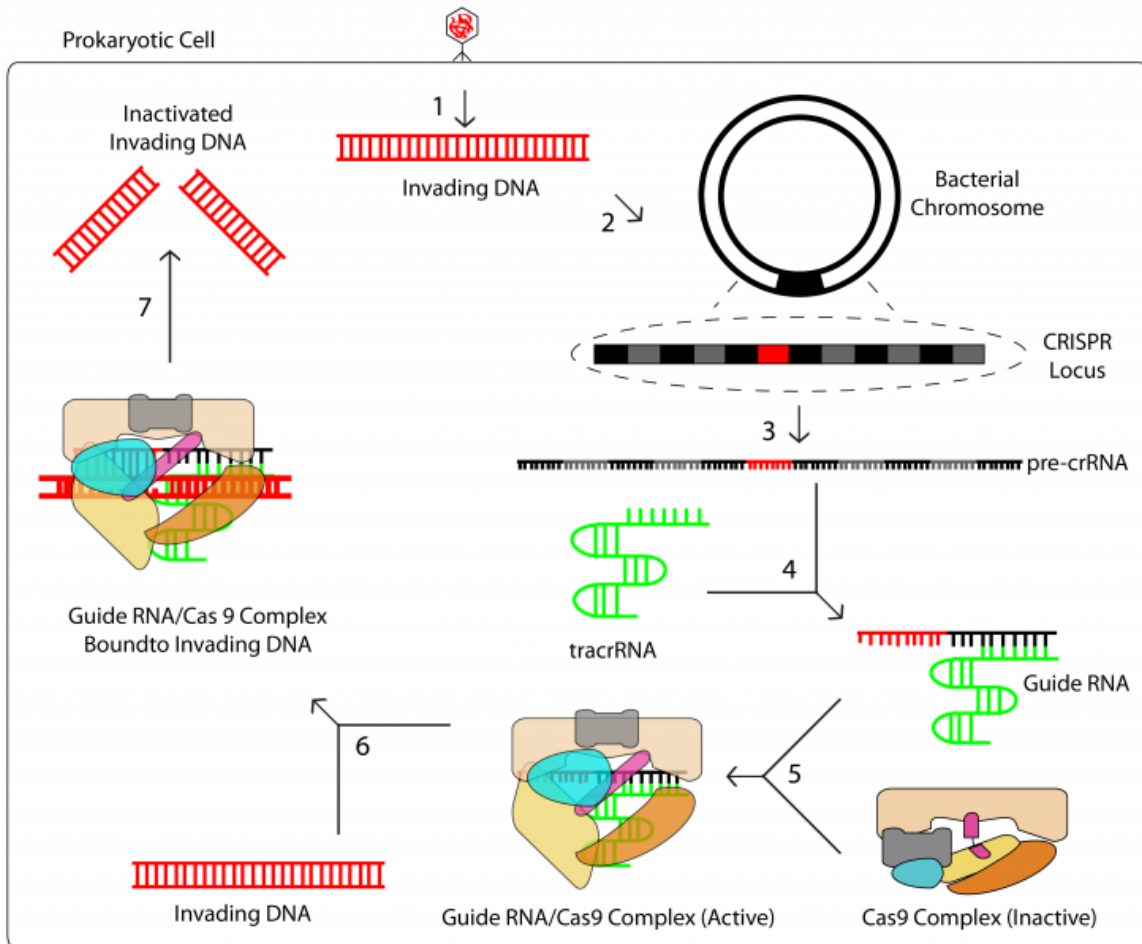 Prokaryotic Cell
1
Inactivated
Invading DNA
Invading DNA
2
Bacterial
Chromosome
7
CRISPR
Locus
3
pre-crRNA
4
tracrRNA
Guide RNA/Cas 9 Complex
Boundto Invading DNA
Guide RNA
6
5
Invading DNA
Guide RNA/Cas9 Complex (Active)
Cas9 Complex (Inactive)